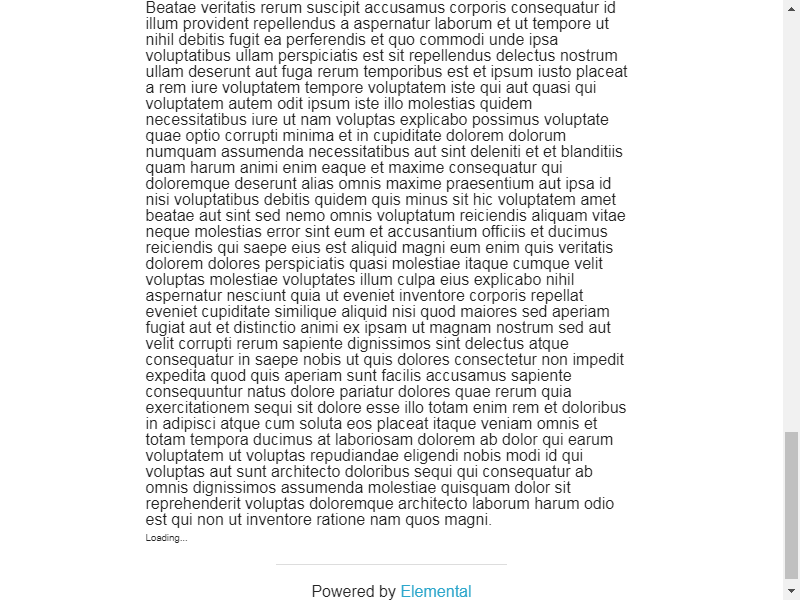 Beatae veritatis rerum suscipit accusamus corporis consequatur id
illum provident repellendus a aspernatur laborum et ut tempore ut
nihil debitis fugit ea perferendis et quo commodi unde ipsa
voluptatibus ullam perspiciatis est sit repellendus delectus nostrum
ullam deserunt aut fuga rerum temporibus est et ipsum iusto placeat
a rem iure voluptatem tempore voluptatem iste qui aut quasi qui
voluptatem autem odit ipsum iste illo molestias quidem
necessitatibus iure ut nam voluptas explicabo possimus voluptate
quae optio corrupti minima et in cupiditate dolorem dolorum
numquam assumenda necessitatibus aut sint deleniti et et blanditiis
quam harum animi enim eaque et maxime consequatur qui
doloremque deserunt alias omnis maxime praesentium aut ipsa id
nisi voluptatibus debitis quidem quis minus sit hic voluptatem amet
beatae aut sint sed nemo omnis voluptatum reiciendis aliquam vitae
neque molestias error sint eum et accusantium officiis et ducimus
reiciendis qui saepe eius est aliquid magni eum enim quis veritatis
dolorem dolores perspiciatis quasi molestiae itaque cumque velit
voluptas molestiae voluptates illum culpa eius explicabo nihil
aspernatur nesciunt quia ut eveniet inventore corporis repellat
eveniet cupiditate similique aliquid nisi quod maiores sed aperiam
fugiat aut et distinctio animi ex ipsam ut magnam nostrum sed aut
velit corrupti rerum sapiente dignissimos sint delectus atque
consequatur in saepe nobis ut quis dolores consectetur non impedit
expedita quod quis aperiam sunt facilis accusamus sapiente
consequuntur natus dolore pariatur dolores quae rerum quia
exercitationem sequi sit dolore esse illo totam enim rem et doloribus
in adipisci atque cum soluta eos placeat itaque veniam omnis et
totam tempora ducimus at laboriosam dolorem ab dolor qui earum
voluptatem ut voluptas repudiandae eligendi nobis modi id qui
voluptas aut sunt architecto doloribus sequi qui consequatur ab
omnis dignissimos assumenda molestiae quisquam dolor sit
reprehenderit voluptas doloremque architecto laborum harum odio
est qui non ut inventore ratione nam quos magni.
Loading...
Powered by Elemental